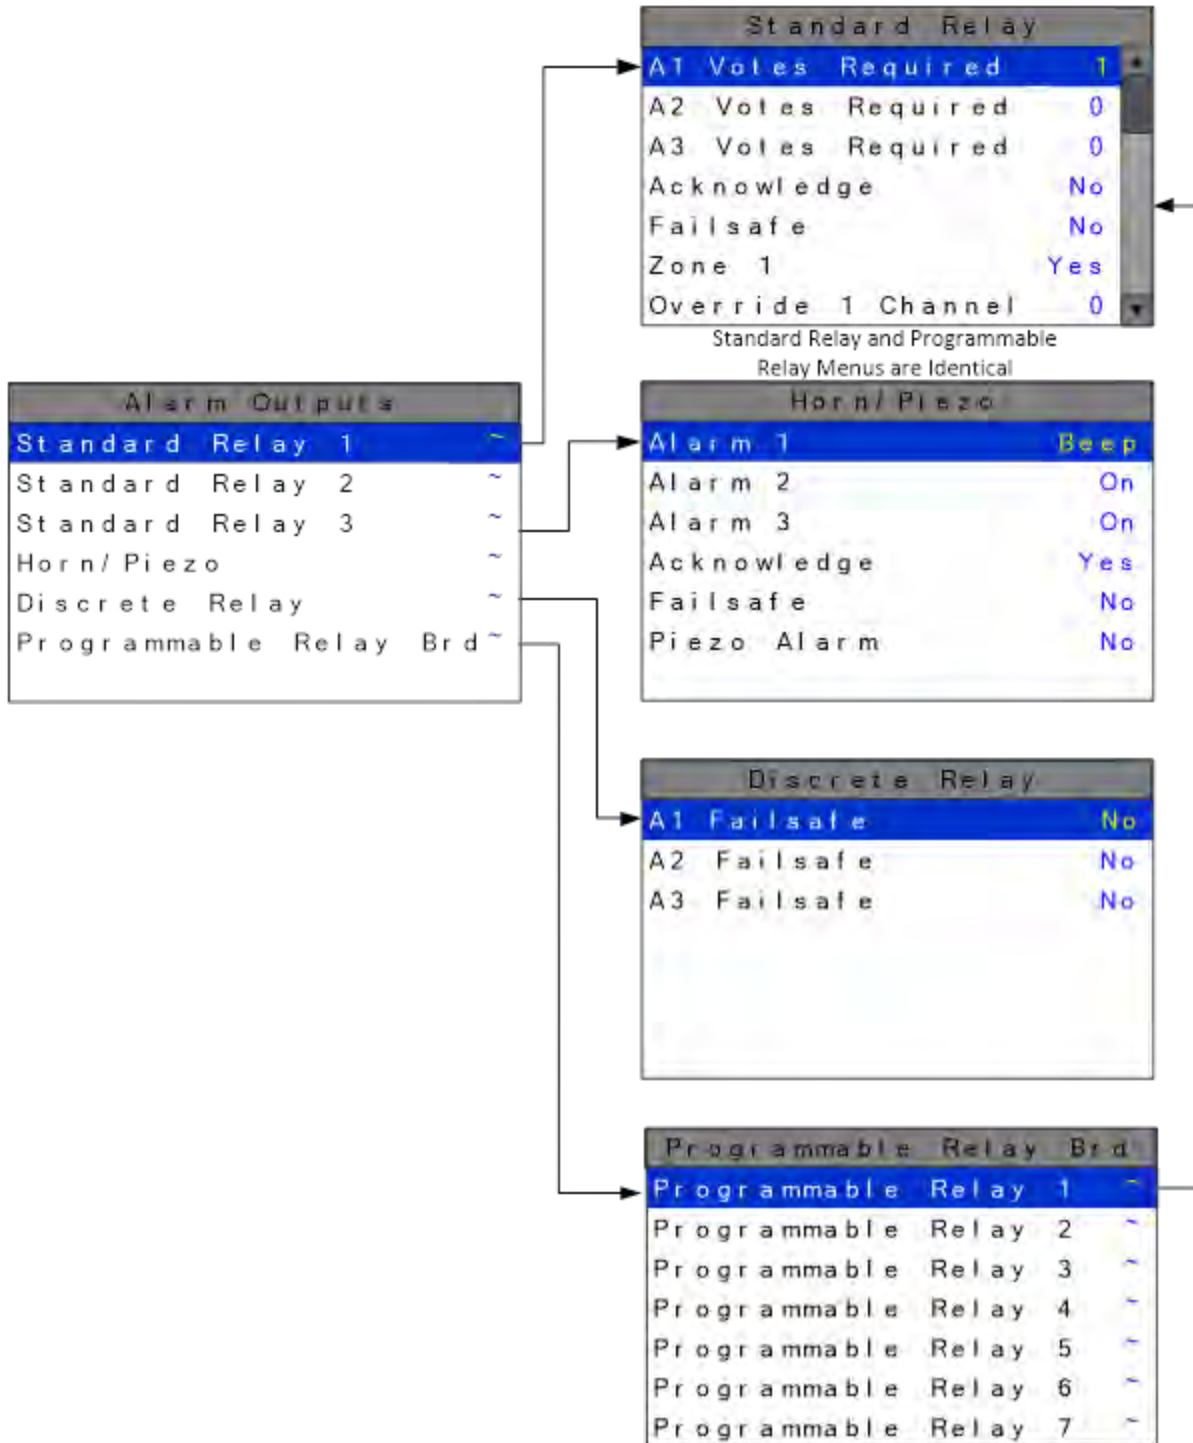 Standard Relay
A1 Votes Required 1
A2 Votes Required 0
A3 Votes Required 0
Acknowledge No
Failsafe No
Zone 1 Yes
Override 1 Channel 0
Standard Relay and Programmable
Relay Menus are Identical
Alarm Outputs
Standard Relay 1 ~
Standard Relay 2 ~
Standard Relay 3 ~
Horn/Piezo ~
Discrete Relay ~
Programmable Relay Brd ~
Horn/Piezo
Alarm 1 Beep
Alarm 2 On
Alarm 3 On
Acknowledge Yes
Failsafe No
Piezo Alarm No
Discrete Relay
A1 Failsafe No
A2 Failsafe No
A3 Failsafe No
Programmable Relay Brd
Programmable Relay 1 ~
Programmable Relay 2 ~
Programmable Relay 3 ~
Programmable Relay 4 ~
Programmable Relay 5 ~
Programmable Relay 6 ~
Programmable Relay 7 ~